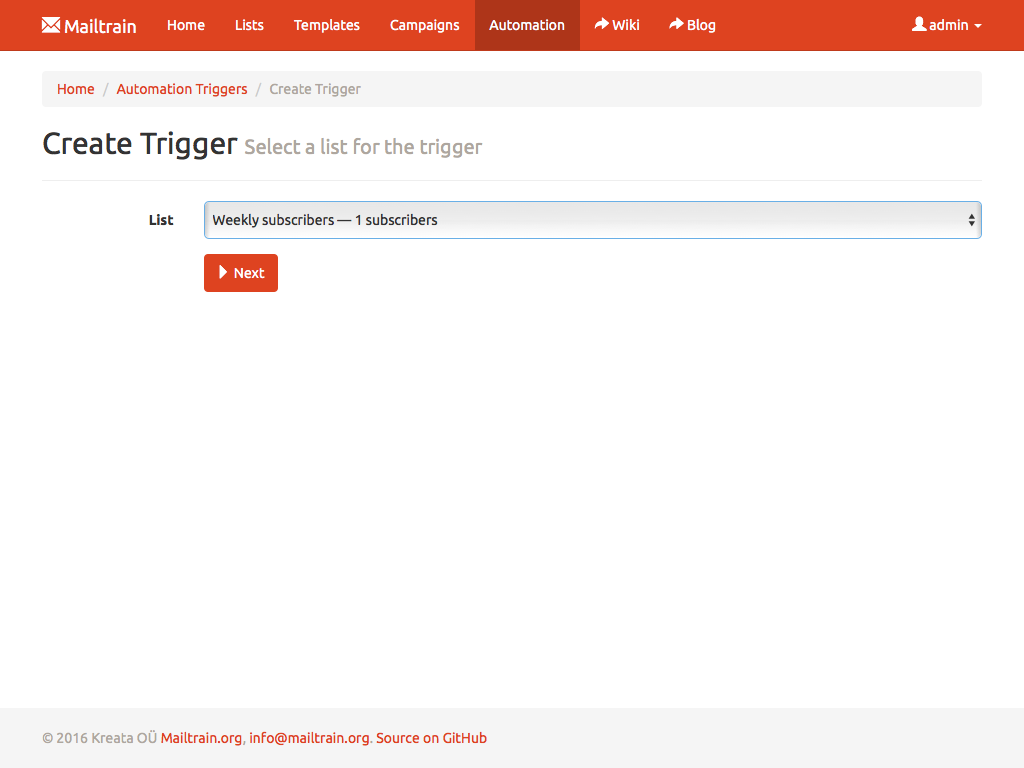 Mailtrain Home Lists Templates Campaigns Automation Wiki Blog admin
Home / Automation Triggers / Create Trigger
Create Trigger Select a list for the trigger
List Weekly subscribers — 1 subscribers
Next
© 2016 Kreata OÜ Mailtrain.org, info@mailtrain.org. Source on GitHub